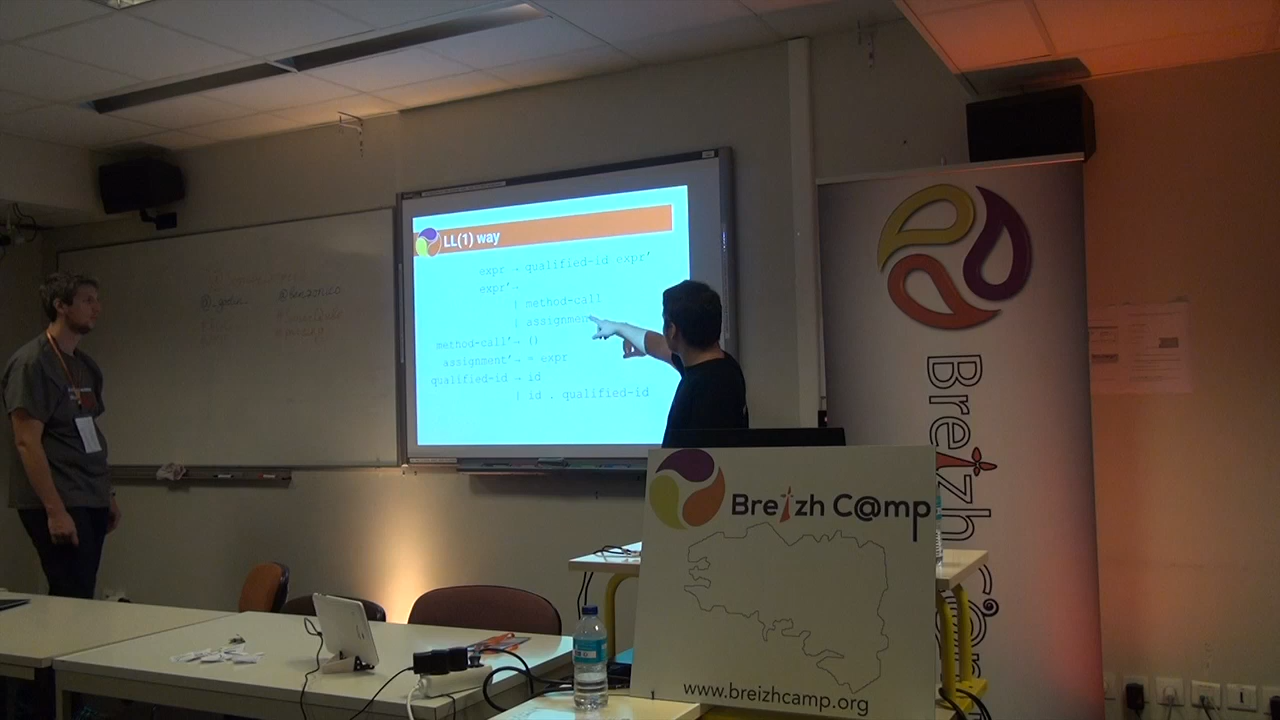 LL(1) way
expr → qualified-id expr’
expr’→
| method-call
| assignment
method-call’→ ()
assignment’→ = expr
qualified-id → id
| id . qualified-id
Breizh C@mp
www.breizhcamp.org
Breizh C@m